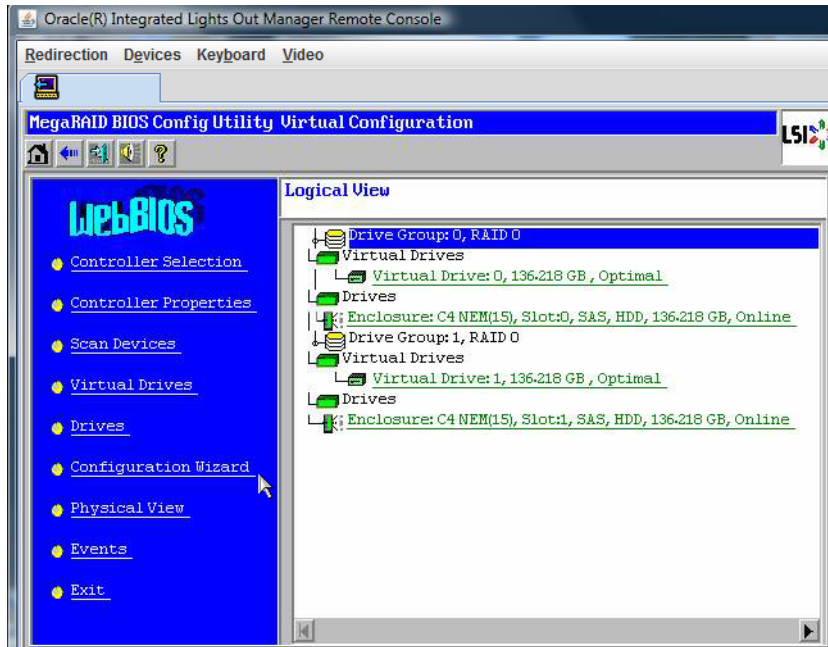 Oracle(R) Integrated Lights Out Manager Remote Console
Redirection Devices Keyboard Video
MegaRAID BIOS Config Utility Virtual Configuration
LSI
WebBIOS
Logical View
Controller Selection
Controller Properties
Scan Devices
Virtual Drives
Drives
Configuration Wizard
Physical View
Events
Exit
Drive Group: 0, RAID 0
Virtual Drives
Virtual Drive: 0, 136.218 GB , Optimal
Drives
Enclosure: C4 NEM(15), Slot:0, SAS, HDD, 136.218 GB, Online
Drive Group: 1, RAID 0
Virtual Drives
Virtual Drive: 1, 136.218 GB , Optimal
Drives
Enclosure: C4 NEM(15), Slot:1, SAS, HDD, 136.218 GB, Online